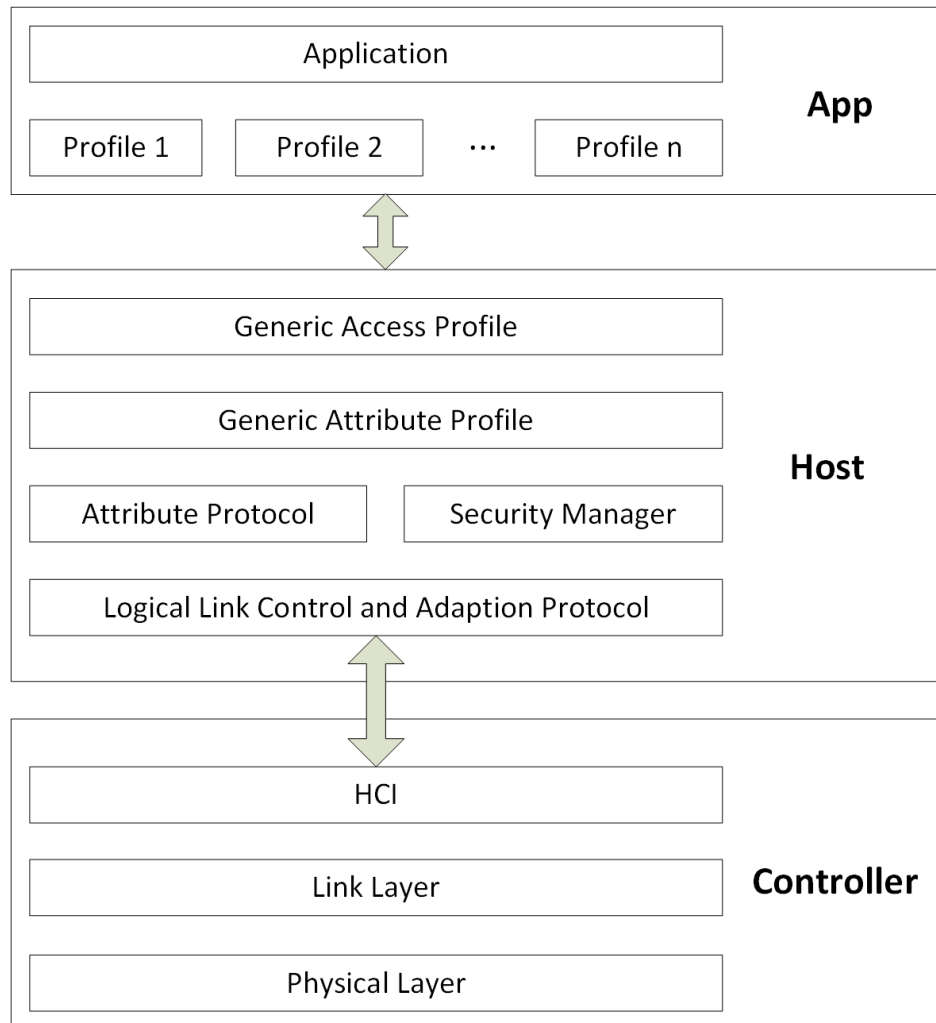 Application
App
Profile 1 Profile 2 ... Profile n
Generic Access Profile
Generic Attribute Profile
Host
Attribute Protocol Security Manager
Logical Link Control and Adaption Protocol
HCI
Link Layer
Controller
Physical Layer